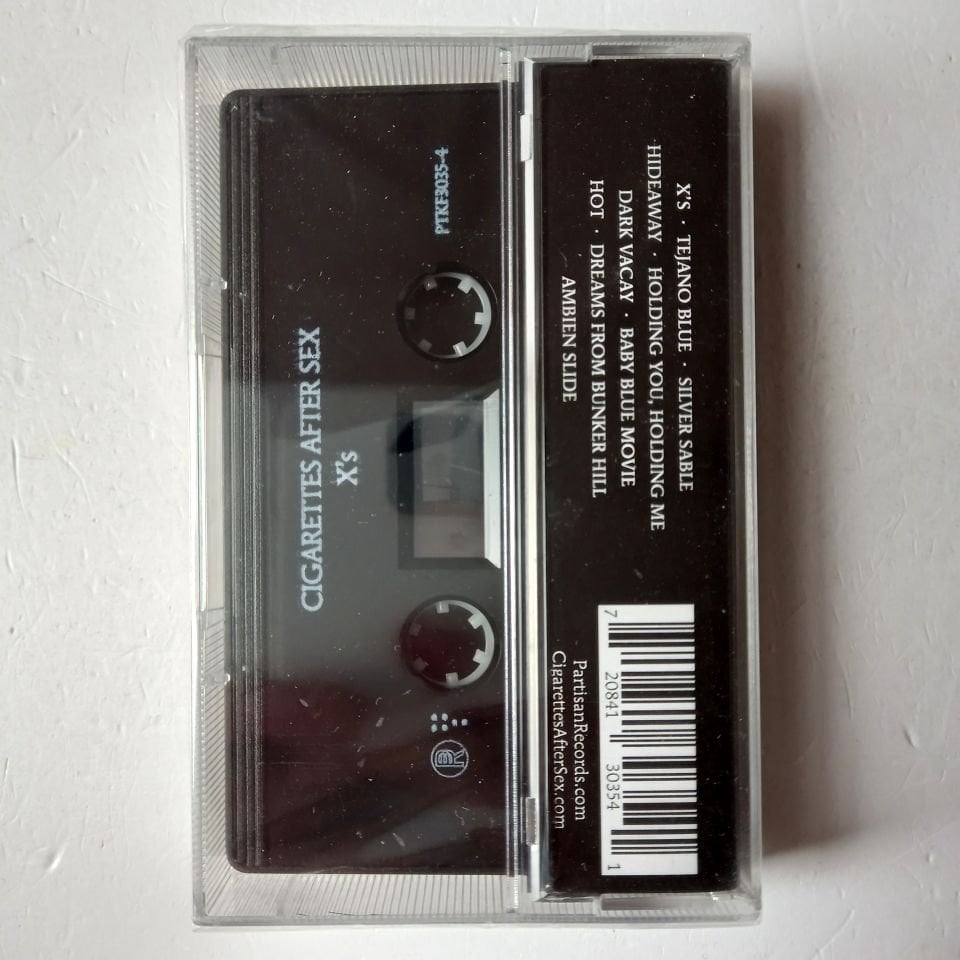 PTKF3035-4
CIGARETTES AFTER SEX
X's
X'S · TEJANO BLUE · SILVER SABLE
HIDEAWAY · HOLDING YOU, HOLDING ME
DARK VACAY · BABY BLUE MOVIE
HOT · DREAMS FROM BUNKER HILL
AMBIEN SLIDE
7 20841 30354 1
PartisanRecords.com
CigarettesAfterSex.com